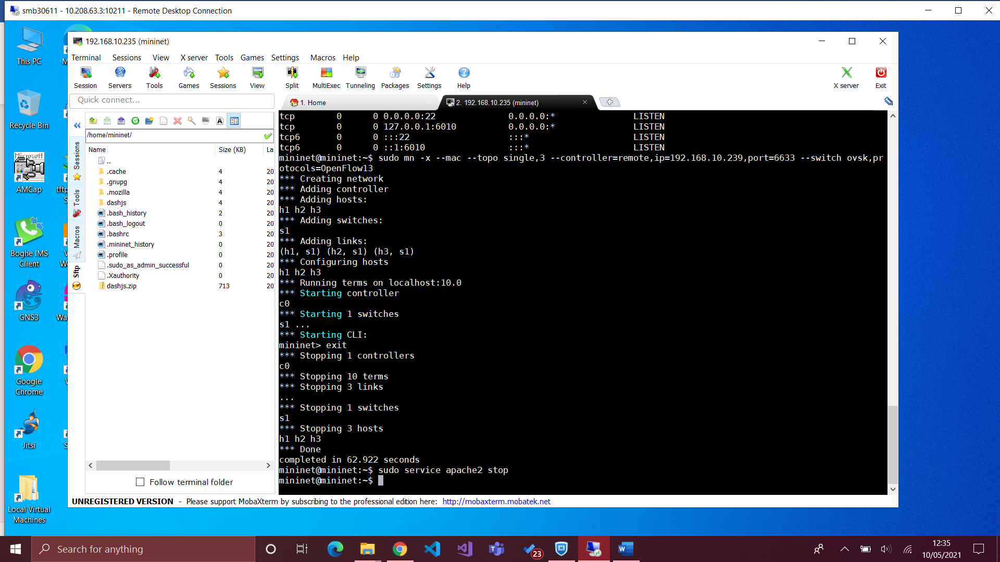 smb30611 - 10.208.63.3:10211 - Remote Desktop Connection
This PC
Recycle Bin
Microsoft
AMCap
Boghe IMS
Client
GNS3
Google
Chrome
Jitsi
Local Virtual
Machines
192.168.10.235 (mininet)
Terminal Sessions View X server Tools Games Settings Macros Help
Session Servers Tools Games Sessions View Split MultiExec Tunneling Packages Settings Help X server Exit
Quick connect...
1. Home
2. 192.168.10.235 (mininet)
Sessions
Tools
Macros
Sftp
/home/mininet/
Name Size (KB) La
..
.cache 4 20
.gnupg 4 20
.mozilla 4 20
dashjs 4 20
.bash_history 2 20
.bash_logout 0 20
.bashrc 3 20
.mininet_history 0 20
.profile 0 20
.sudo_as_admin_successful 0 20
.Xauthority 0 20
dashjs.zip 713 20
Follow terminal folder
tcp 0 0 0.0.0.0:22 0.0.0.0:* LISTEN
tcp 0 0 127.0.0.1:6010 0.0.0.0:* LISTEN
tcp6 0 0 :::22 :::* LISTEN
tcp6 0 0 ::1:6010 :::* LISTEN
mininet@mininet:~$ sudo mn -x --mac --topo single,3 --controller=remote,ip=192.168.10.239,port=6633 --switch ovsk,pr
otocols=OpenFlow13
*** Creating network
*** Adding controller
*** Adding hosts:
h1 h2 h3
*** Adding switches:
s1
*** Adding links:
(h1, s1) (h2, s1) (h3, s1)
*** Configuring hosts
h1 h2 h3
*** Running terms on localhost:10.0
*** Starting controller
c0
*** Starting 1 switches
s1 ...
*** Starting CLI:
mininet> exit
*** Stopping 1 controllers
c0
*** Stopping 10 terms
*** Stopping 3 links
...
*** Stopping 1 switches
s1
*** Stopping 3 hosts
h1 h2 h3
*** Done
completed in 62.922 seconds
mininet@mininet:~$ sudo service apache2 stop
mininet@mininet:~$
UNREGISTERED VERSION - Please support MobaXterm by subscribing to the professional edition here: http://mobaxterm.mobatek.net
Search for anything
23
12:35
10/05/2021